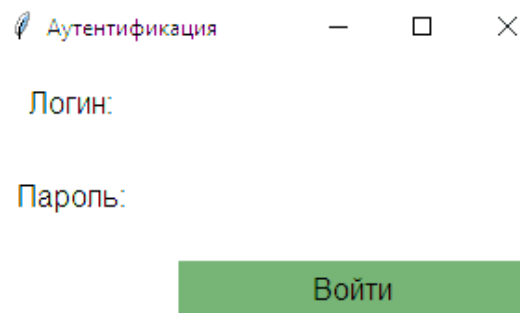 Аутентификация
Логин:
Пароль:
Войти